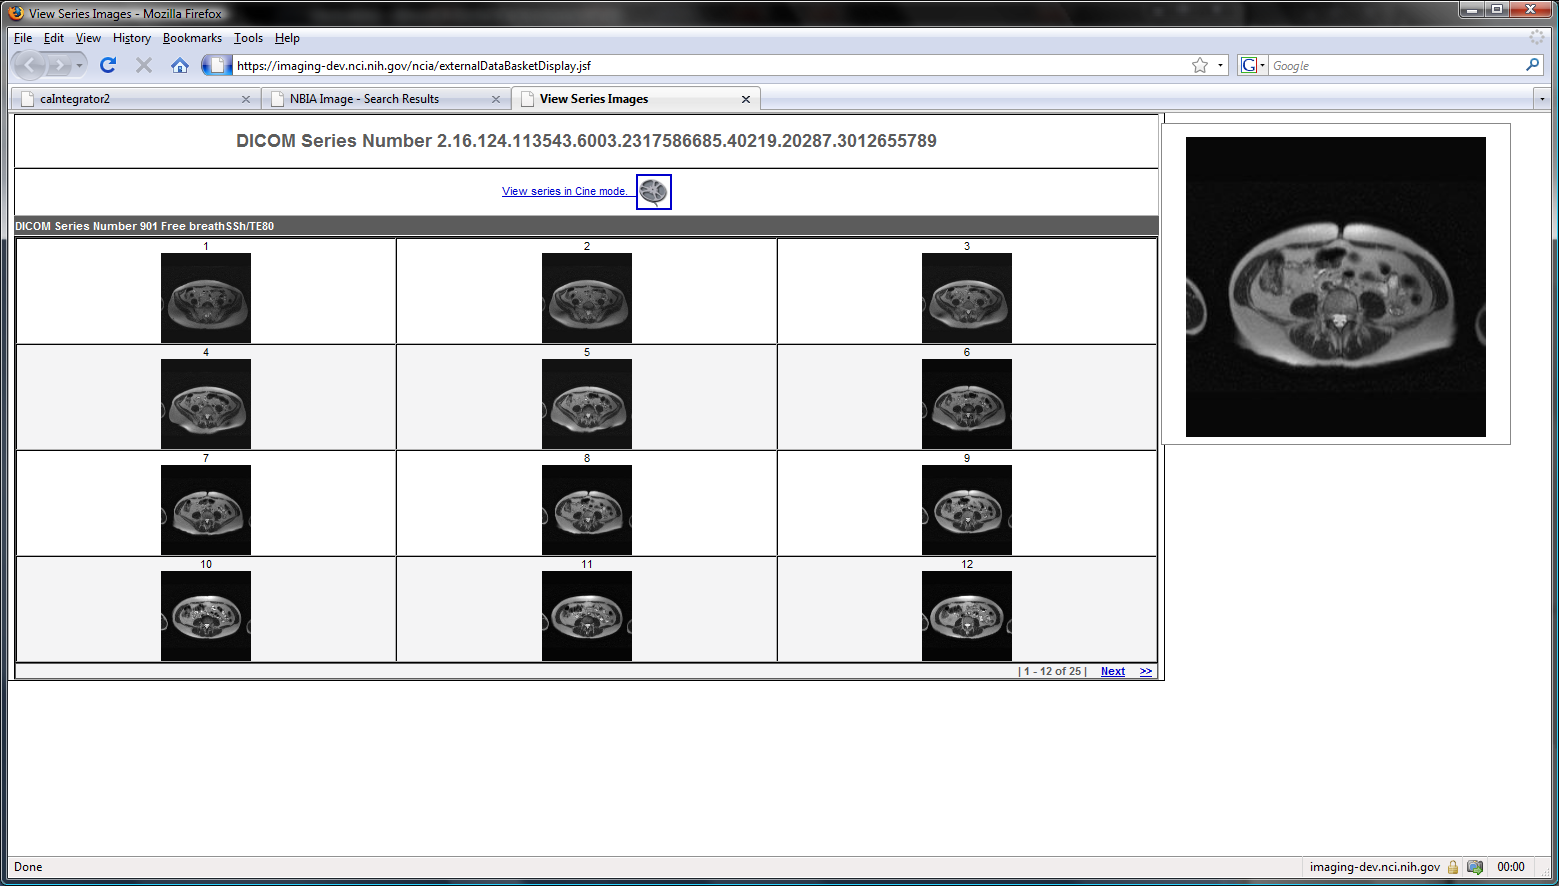 View Series Images - Mozilla Firefox
File Edit View History Bookmarks Tools Help
https://imaging-dev.nci.nih.gov/ncia/externalDataBasketDisplay.jsf
G Google
caIntegrator2 NBIA Image - Search Results View Series Images
DICOM Series Number 2.16.124.113543.6003.2317586685.40219.20287.3012655789
View series in Cine mode.
DICOM Series Number 901 Free breathSSh/TE80
1 2 3
4 5 6
7 8 9
10 11 12
| 1 - 12 of 25 | Next >>
Done imaging-dev.nci.nih.gov 00:00